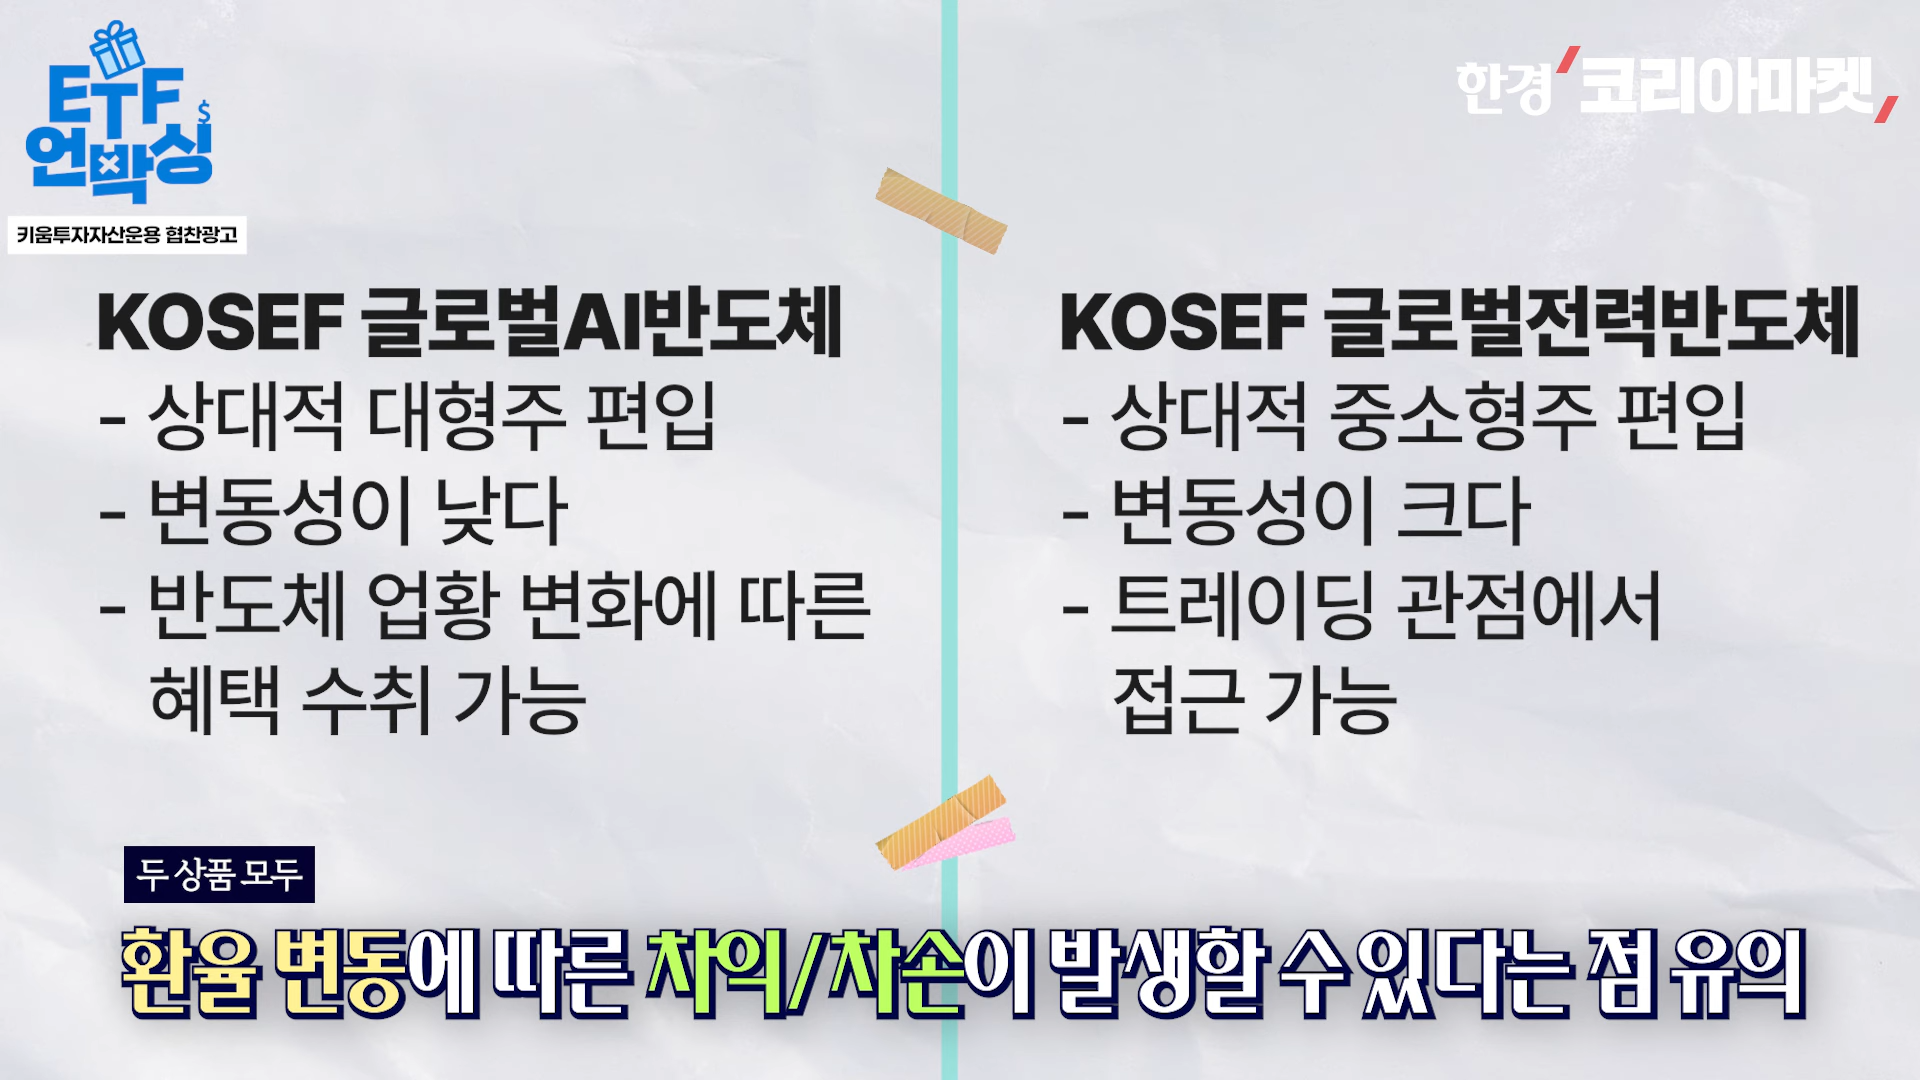 ETF
언박싱
$
키움투자자산운용 협찬광고
한경 코리아마켓
KOSEF 글로벌AI반도체
- 상대적 대형주 편입
- 변동성이 낮다
- 반도체 업황 변화에 따른
혜택 수취 가능
KOSEF 글로벌전력반도체
- 상대적 중소형주 편입
- 변동성이 크다
- 트레이딩 관점에서
접근 가능
두 상품 모두
환율 변동에 따른 차익/차손이 발생할 수 있다는 점 유의